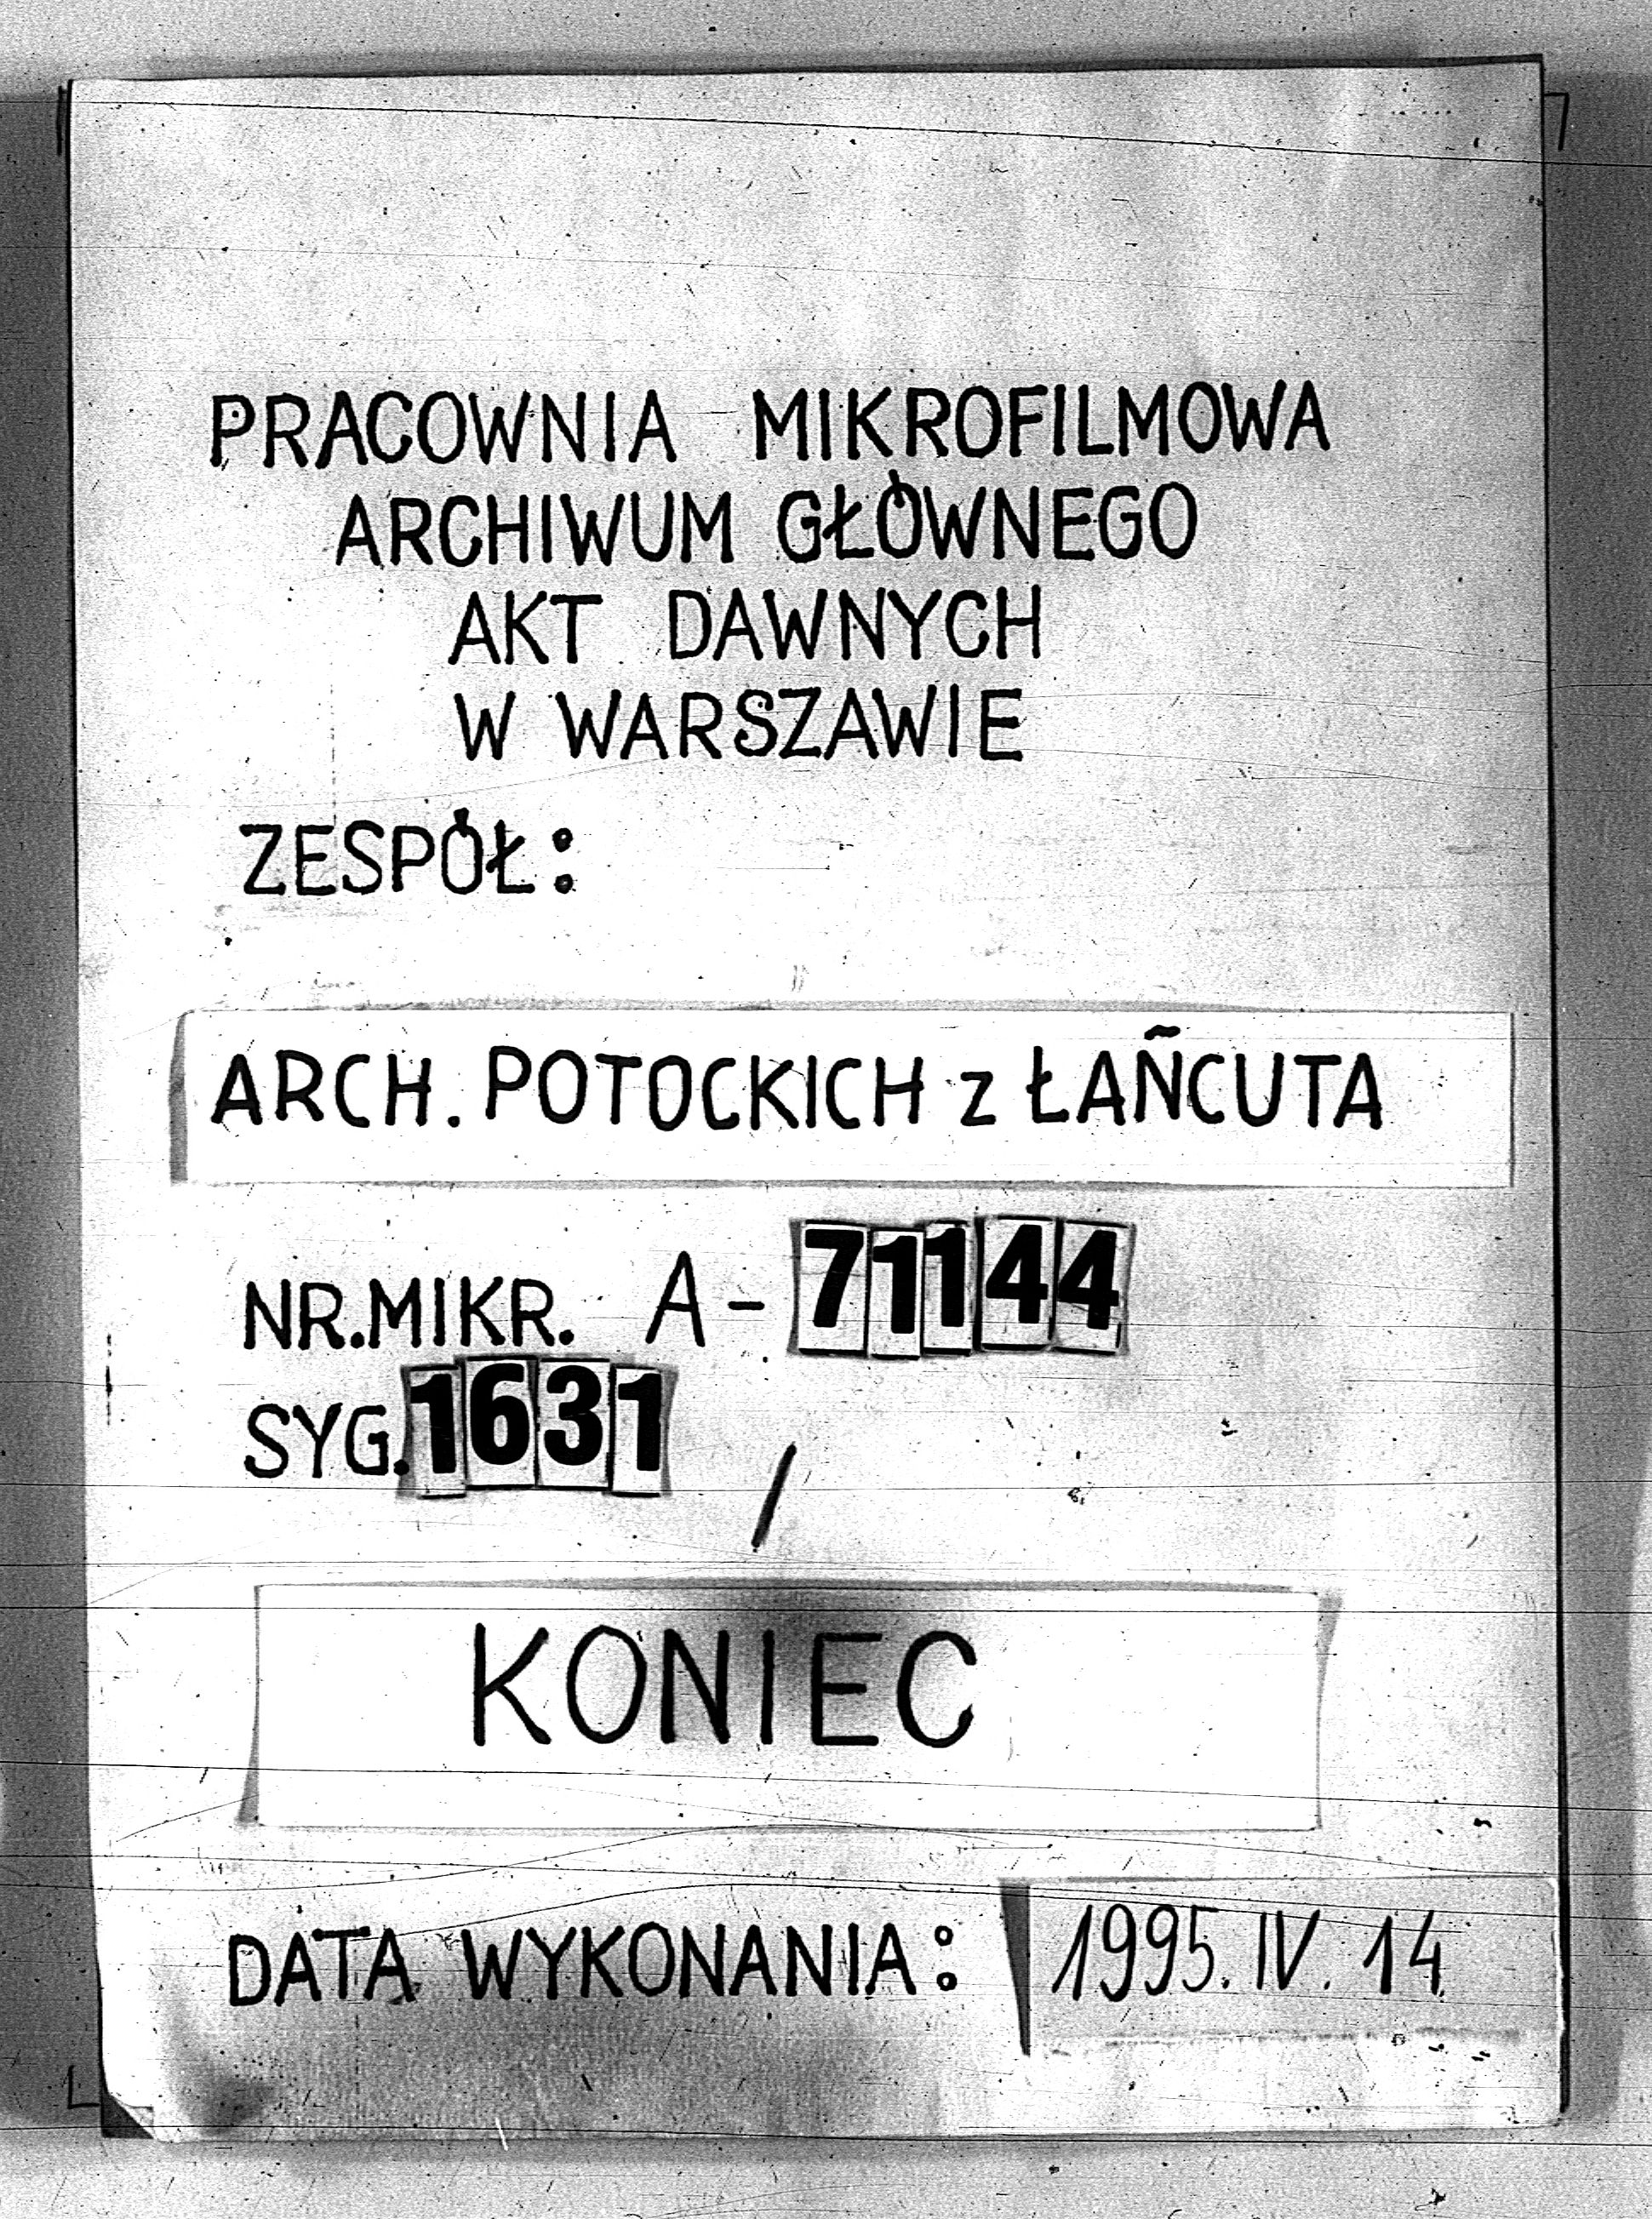 PRACOWNIA MIKROFILMOWA
ARCHIWUM GŁÓWNEGO
AKT DAWNYCH
W WARSZAWIE
ZESPÓŁ:
ARCH. POTOCKICH z ŁAŃCUTA
NR.MIKR. A-71144
SYG.1631 /
KONIEC
DATA WYKONANIA: 1995.IV.14